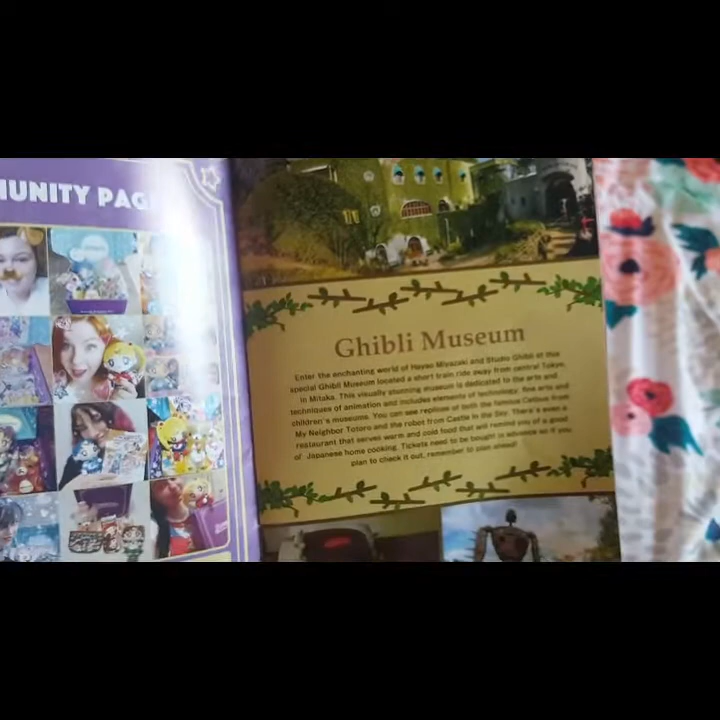 MUNITY PAG
Ghibli Museum
Enter the enchanting world of Hayao Miyazaki and Studio Ghibli at this
special Ghibli Museum located a short train ride away from central Tokyo,
in Mitaka. This visually stunning museum is dedicated to the arts and
techniques of animation and includes elements of technology, fine arts and
children's museums. You can see replicas of both the famous Catbus from
My Neighbor Totoro and the robot from Castle in the Sky. There's even a
restaurant that serves warm and cold food that will remind you of a good
of Japanese home cooking. Tickets need to be bought in advance so if you
plan to check it out, remember to plan ahead!